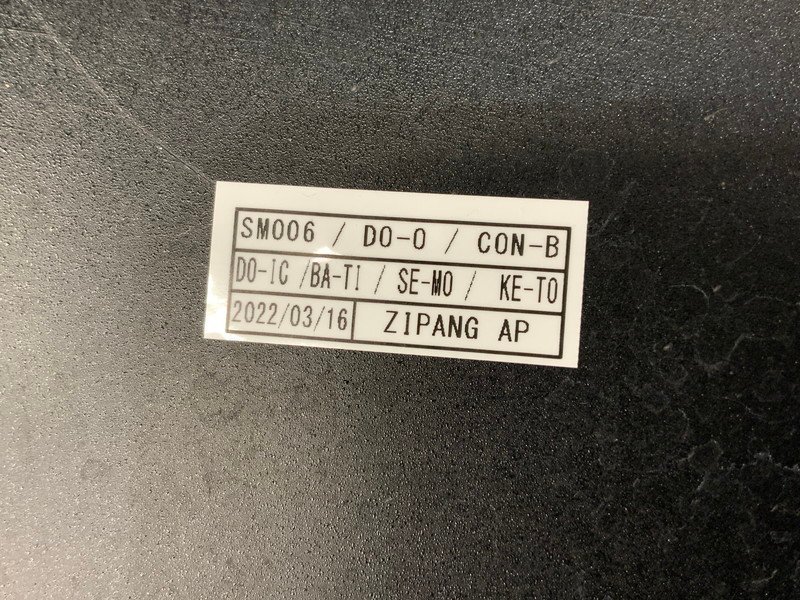 SM006 / DO-O / CON-B
DO-IC /BA-TI / SE-MO / KE-TO
2022/03/16 ZIPANG AP